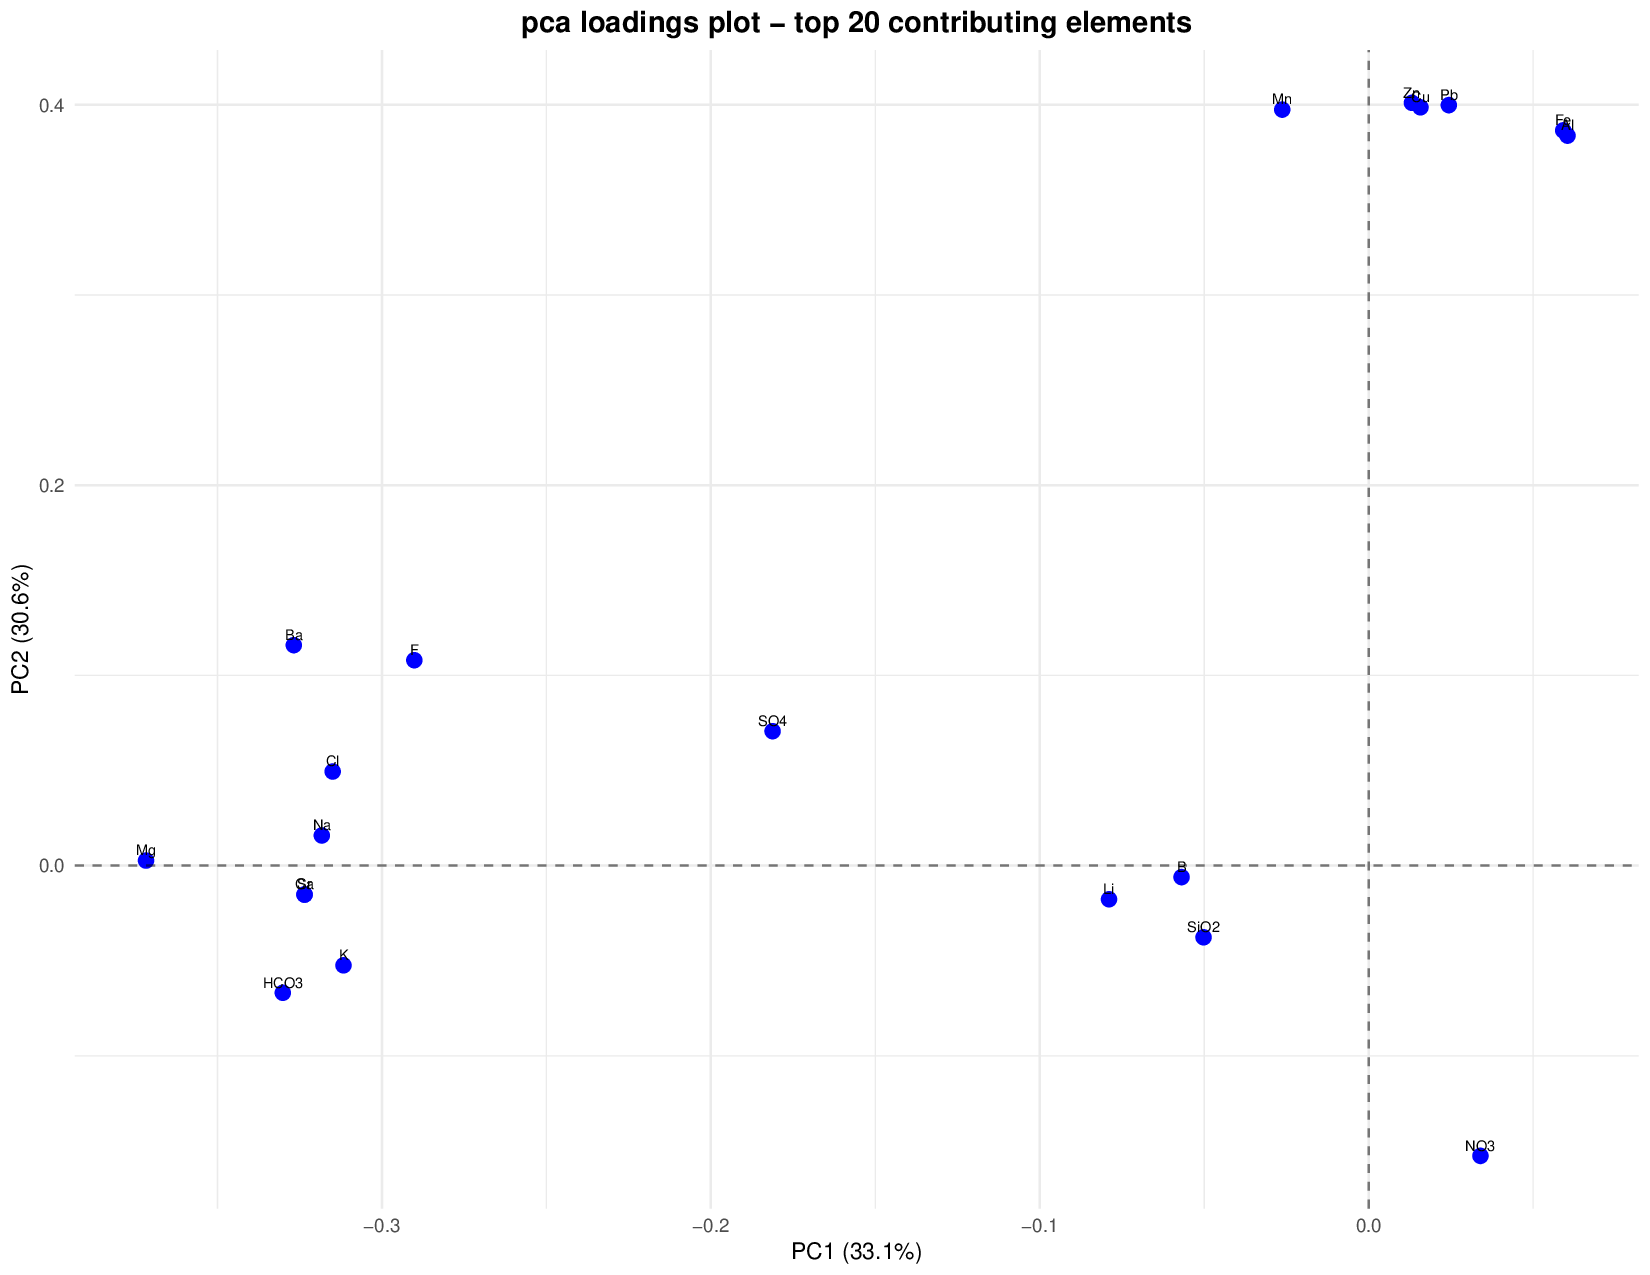 pca loadings plot – top 20 contributing elements
0.4
Mn
Zn
Pb
Fe
0.2
Ba
F
SO4
Cl
Na
Mg
0.0
B
Li
SiO2
K
HCO3
NO3
−0.3
−0.2
−0.1
0.0
PC1 (33.1%)
PC2 (30.6%)